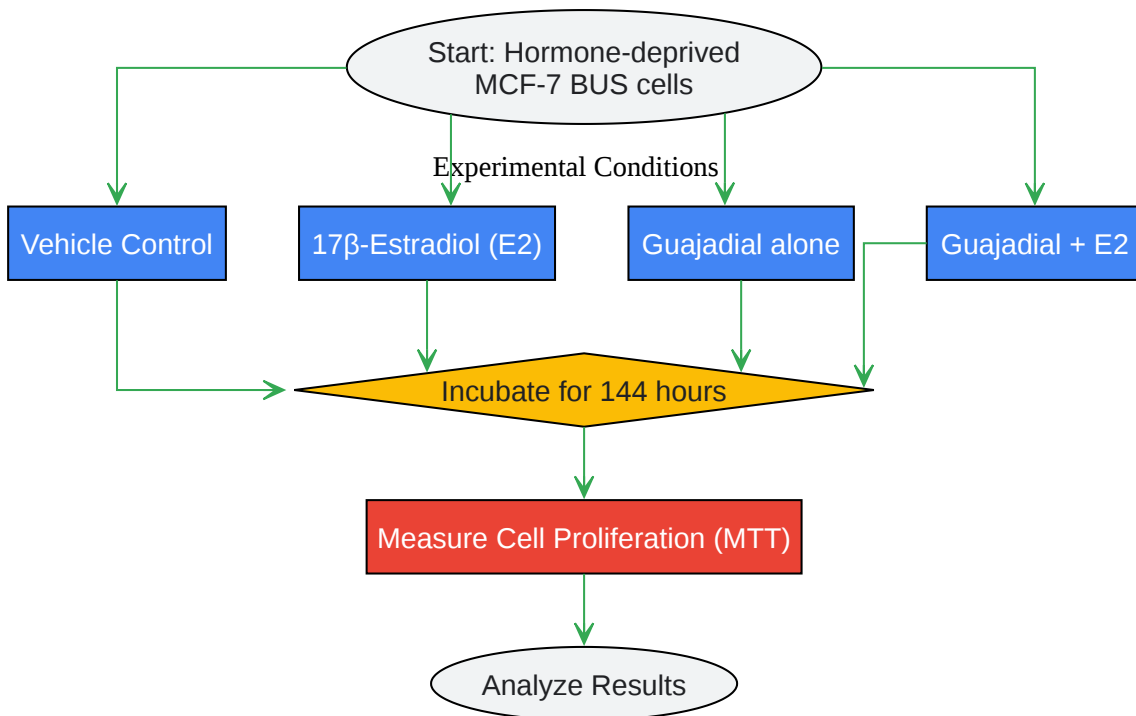 Start: Hormone-deprived
MCF-7 BUS cells
Experimental Conditions
Vehicle Control
17β-Estradiol (E2)
Guajadial alone
Guajadial + E2
Incubate for 144 hours
Measure Cell Proliferation (MTT)
Analyze Results